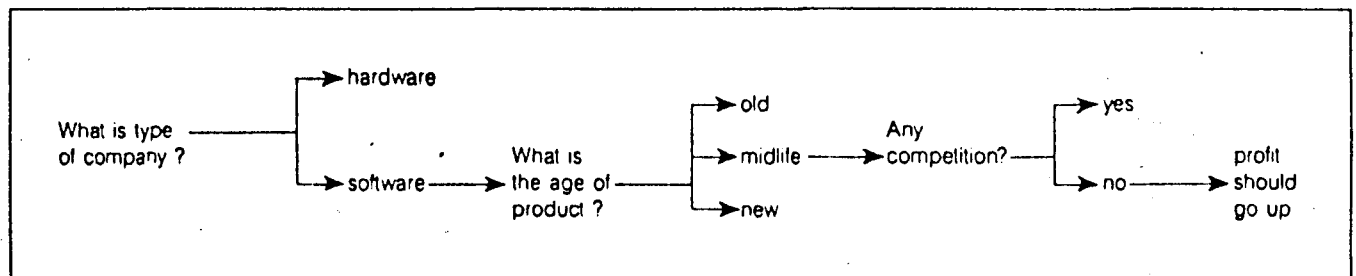 What is type
of company ?
hardware
software
What is
the age of
product ?
old
midlife
new
Any
competition?
yes
no
profit
should
go up